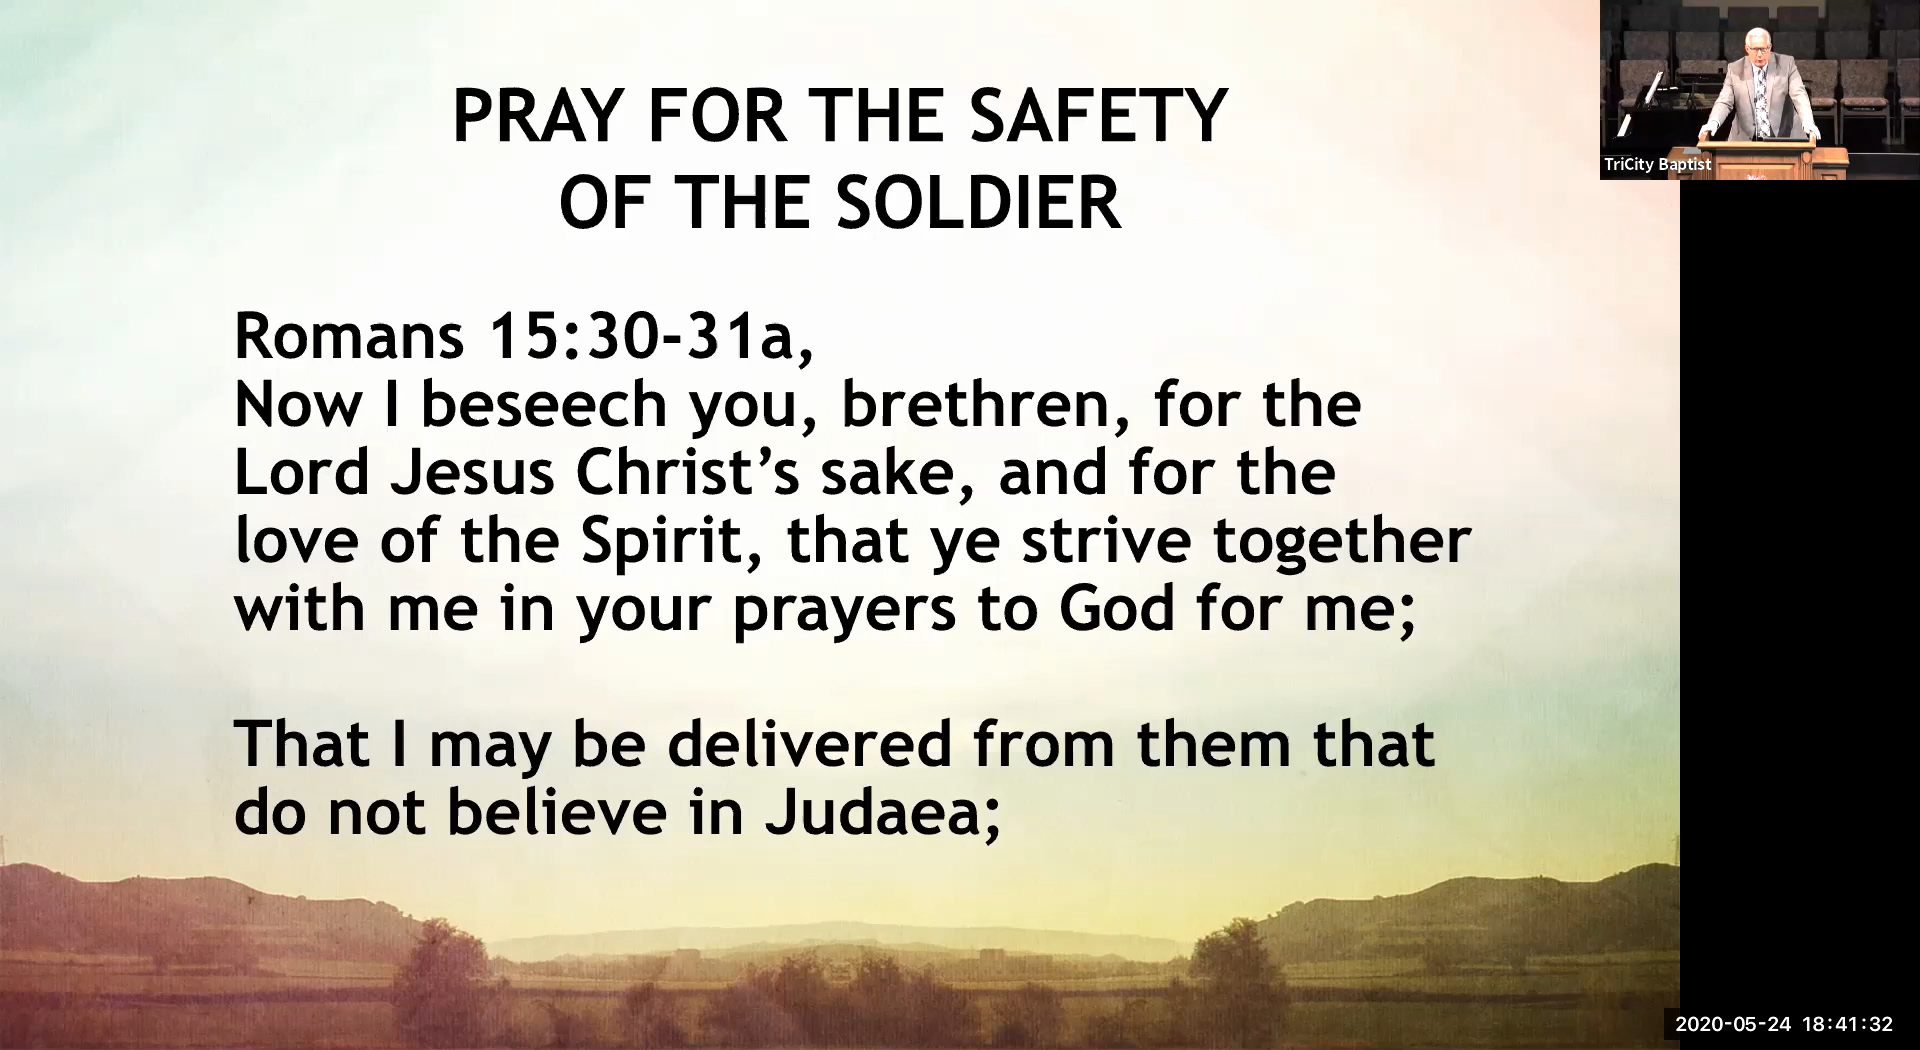 PRAY FOR THE SAFETY
OF THE SOLDIER
Romans 15:30-31a,
Now I beseech you, brethren, for the
Lord Jesus Christ’s sake, and for the
love of the Spirit, that ye strive together
with me in your prayers to God for me;
That I may be delivered from them that
do not believe in Judaea;
TriCity Baptist
2020-05-24 18:41:32